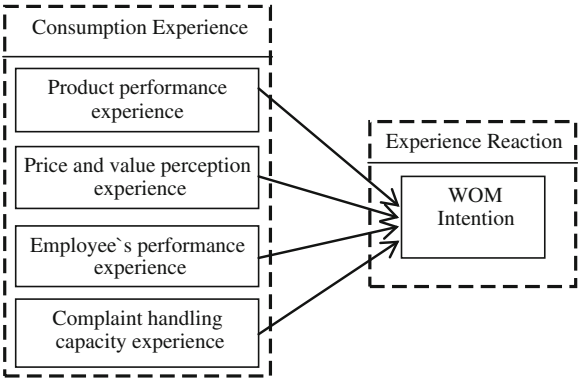 Consumption Experience
Product performance
experience
Price and value perception
experience
Employee`s performance
experience
Complaint handling
capacity experience
Experience Reaction
WOM
Intention